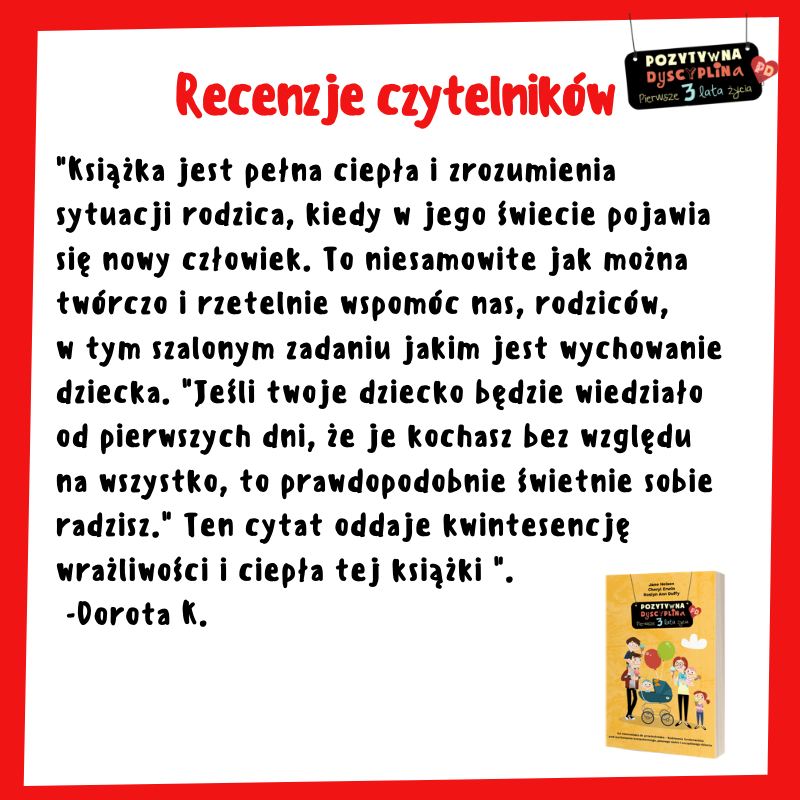 POZYTYWNA
DYSCYPLINA
PD
Pierwsze 3 lata życia
Recenzje czytelników
"Książka jest pełna ciepła i zrozumienia
sytuacji rodzica, kiedy w jego świecie pojawia
się nowy człowiek. To niesamowite jak można
twórczo i rzetelnie wspomóc nas, rodziców,
w tym szalonym zadaniu jakim jest wychowanie
dziecka. "Jeśli twoje dziecko będzie wiedziało
od pierwszych dni, że je kochasz bez względu
na wszystko, to prawdopodobnie świetnie sobie
radzisz." Ten cytat oddaje kwintesencję
wrażliwości i ciepła tej książki ".
-Dorota K.
Jane Nelsen
Cheryl Erwin
Roslyn Ann Duffy
POZYTYWNA
DYSCYPLINA
PD
Pierwsze 3 lata życia